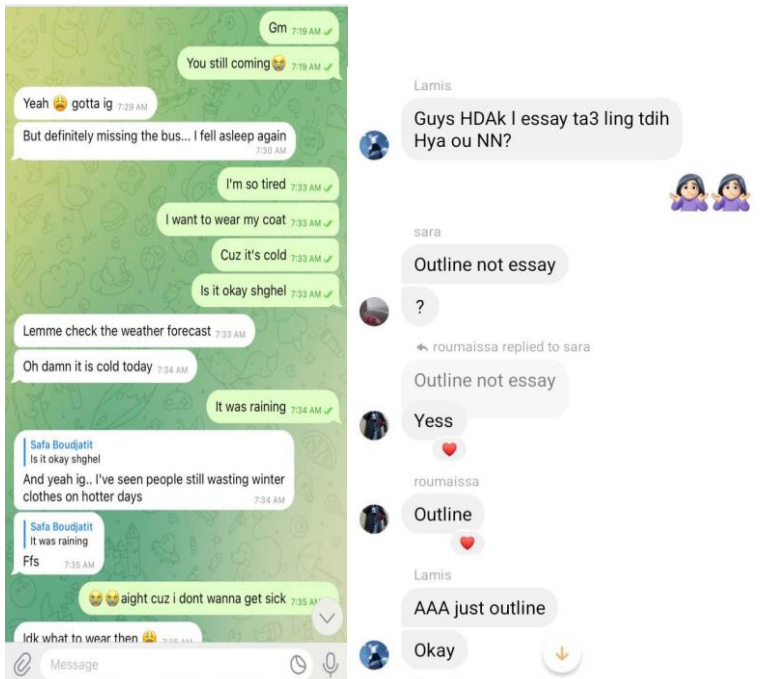 Gm 7:19 AM
You still coming😭 7:19 AM
Yeah 😩 gotta ig 7:29 AM
But definitely missing the bus... I fell asleep again
7:30 AM
I'm so tired 7:33 AM
I want to wear my coat 7:33 AM
Cuz it's cold 7:33 AM
Is it okay shghel 7:33 AM
Lemme check the weather forecast 7:33 AM
Oh damn it is cold today 7:34 AM
It was raining 7:34 AM
Safa Boudjatit
Is it okay shghel
And yeah ig.. I've seen people still wasting winter
clothes on hotter days 7:34 AM
Safa Boudjatit
It was raining
Ffs 7:35 AM
😭😭aight cuz i dont wanna get sick 7:35 AM
Idk what to wear then 😩 7:35 AM
Message
Lamis
Guys HDAk l essay ta3 ling tdih
Hya ou NN?
🤷🏻‍♀️🤷🏻‍♀️
sara
Outline not essay
?
roumaissa replied to sara
Outline not essay
Yess
❤️
roumaissa
Outline
❤️
Lamis
AAA just outline
Okay